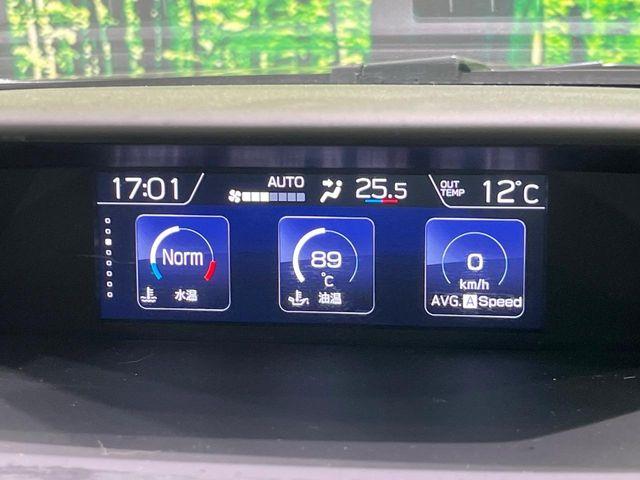 17:01 AUTO 25.5 OUT TEMP 12°C
Norm
水温
89
°C
油温
0
km/h
AVG. A Speed